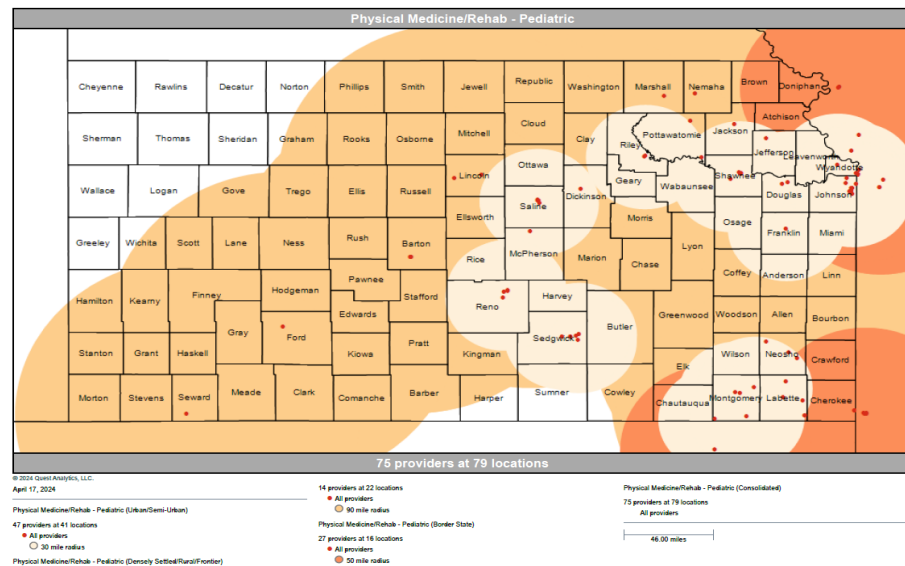 Physical Medicine/Rehab - Pediatric
Cheyenne Rawlins Decatur Norton Phillips Smith Jewell Republic Washington Marshall Nemaha Brown Doniphan
Sherman Thomas Sheridan Graham Rooks Osborne Mitchell Cloud Clay Riley Pottawatomie Jackson Atchison
Jefferson Leavenworth
Wallace Logan Gove Trego Ellis Russell Lincoln Ottawa Geary Wabaunsee Shawnee Wyandotte
Saline Dickinson Douglas Johnson
Greeley Wichita Scott Lane Ness Rush Barton Ellsworth Morris Osage Franklin Miami
Rice McPherson Marion Chase Lyon
Hamilton Kearny Finney Hodgeman Pawnee Stafford Coffey Anderson Linn
Reno Harvey
Gray Ford Edwards Greenwood Woodson Allen Bourbon
Stanton Grant Haskell Kiowa Pratt Kingman Sedgwick Butler
Elk Wilson Neosho Crawford
Morton Stevens Seward Meade Clark Comanche Barber Harper Sumner Cowley Chautauqua Montgomery Labette Cherokee
75 providers at 79 locations
© 2024 Quest Analytics, LLC.
April 17, 2024
Physical Medicine/Rehab - Pediatric (Urban/Semi-Urban)
47 providers at 41 locations
All providers
30 mile radius
Physical Medicine/Rehab - Pediatric (Densely Settled/Rural/Frontier)
14 providers at 22 locations
All providers
90 mile radius
Physical Medicine/Rehab - Pediatric (Border State)
27 providers at 16 locations
All providers
50 mile radius
Physical Medicine/Rehab - Pediatric (Consolidated)
75 providers at 79 locations
All providers
46.00 miles